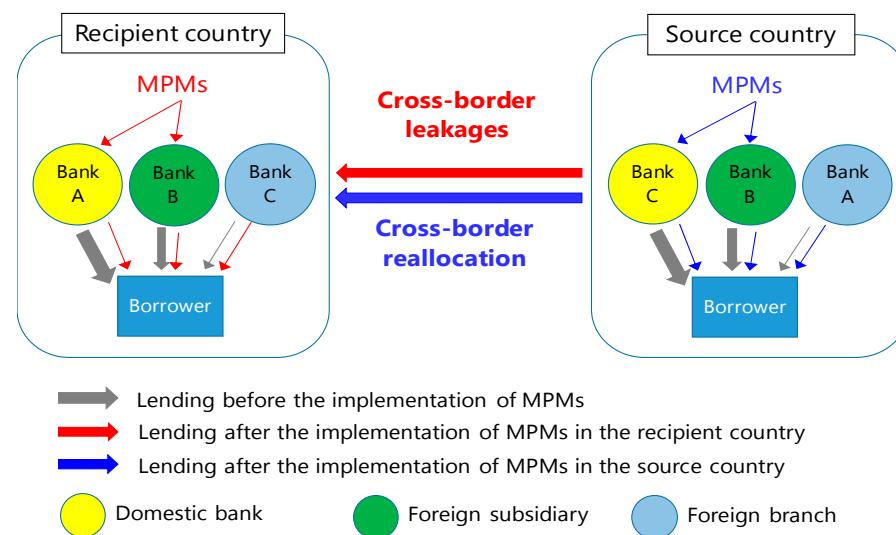 Recipient country
Source country
MPMs
MPMs
Cross-border
leakages
Bank
A
Bank
B
Bank
C
Bank
C
Bank
B
Bank
A
Cross-border
reallocation
Borrower
Borrower
Lending before the implementation of MPMs
Lending after the implementation of MPMs in the recipient country
Lending after the implementation of MPMs in the source country
Domestic bank
Foreign subsidiary
Foreign branch